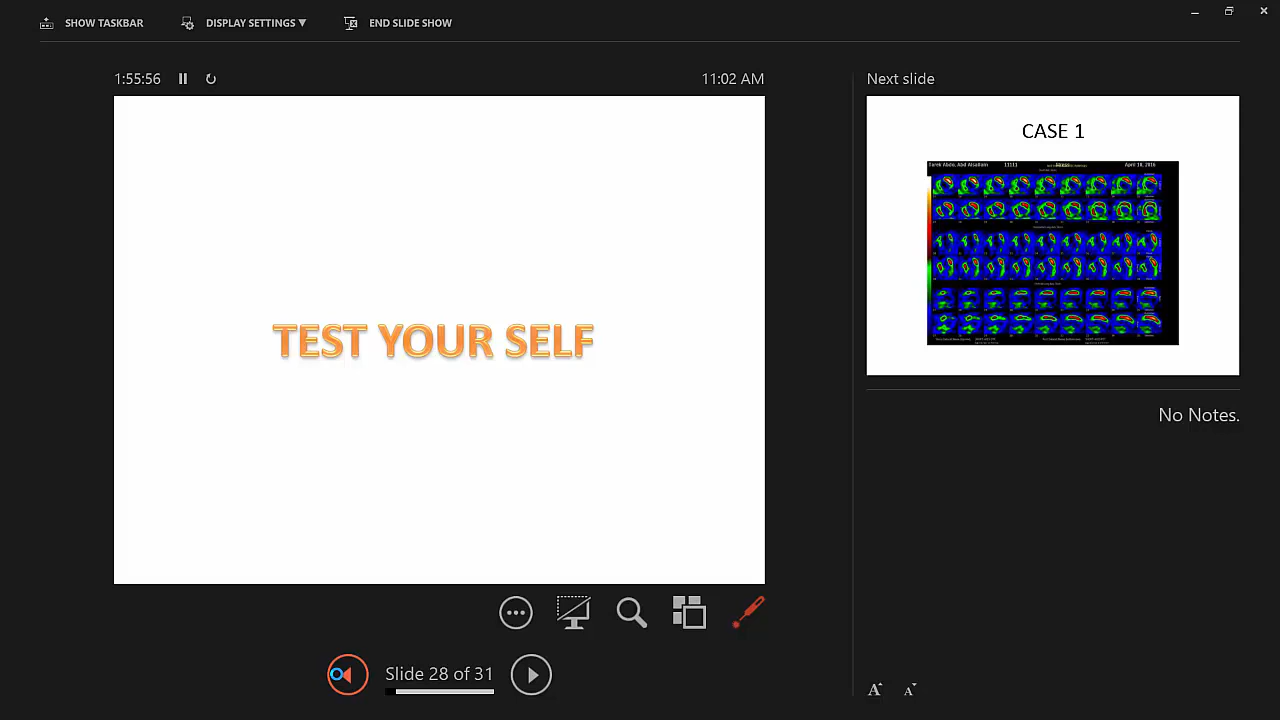 SHOW TASKBAR
DISPLAY SETTINGS ▼
END SLIDE SHOW
1:55:56
11:02 AM
Next slide
TEST YOUR SELF
CASE 1
11111
April 18, 2016
No Notes.
Slide 28 of 31